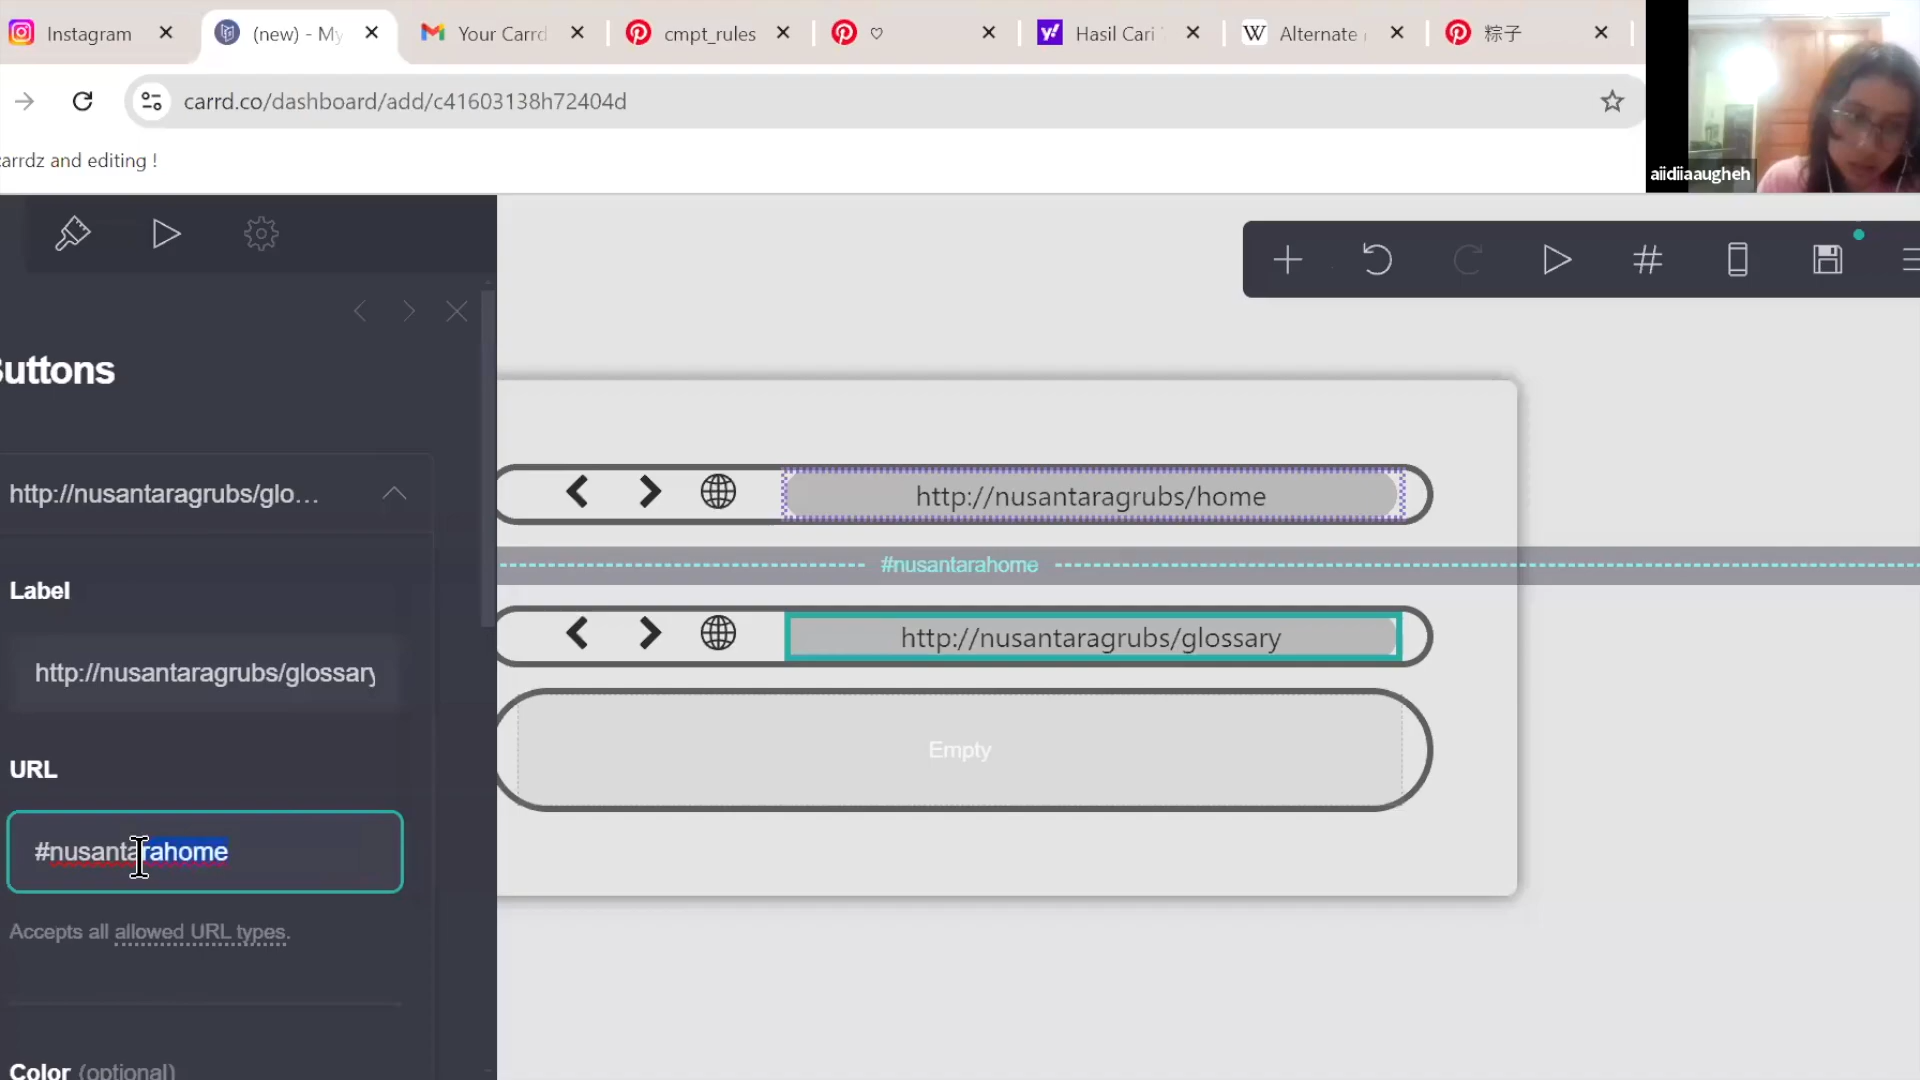 Instagram
(new) - My
Your Carrd
cmpt_rules
♡
Hasil Cari
Alternate
粽子
carrd.co/dashboard/add/c41603138h72404d
carrdz and editing !
aiidiiaaugheh
Buttons
http://nusantaragrubs/glo...
Label
http://nusantaragrubs/glossary
URL
#nusantarahome
Accepts all allowed URL types.
Color (optional)
http://nusantaragrubs/home
#nusantarahome
http://nusantaragrubs/glossary
Empty